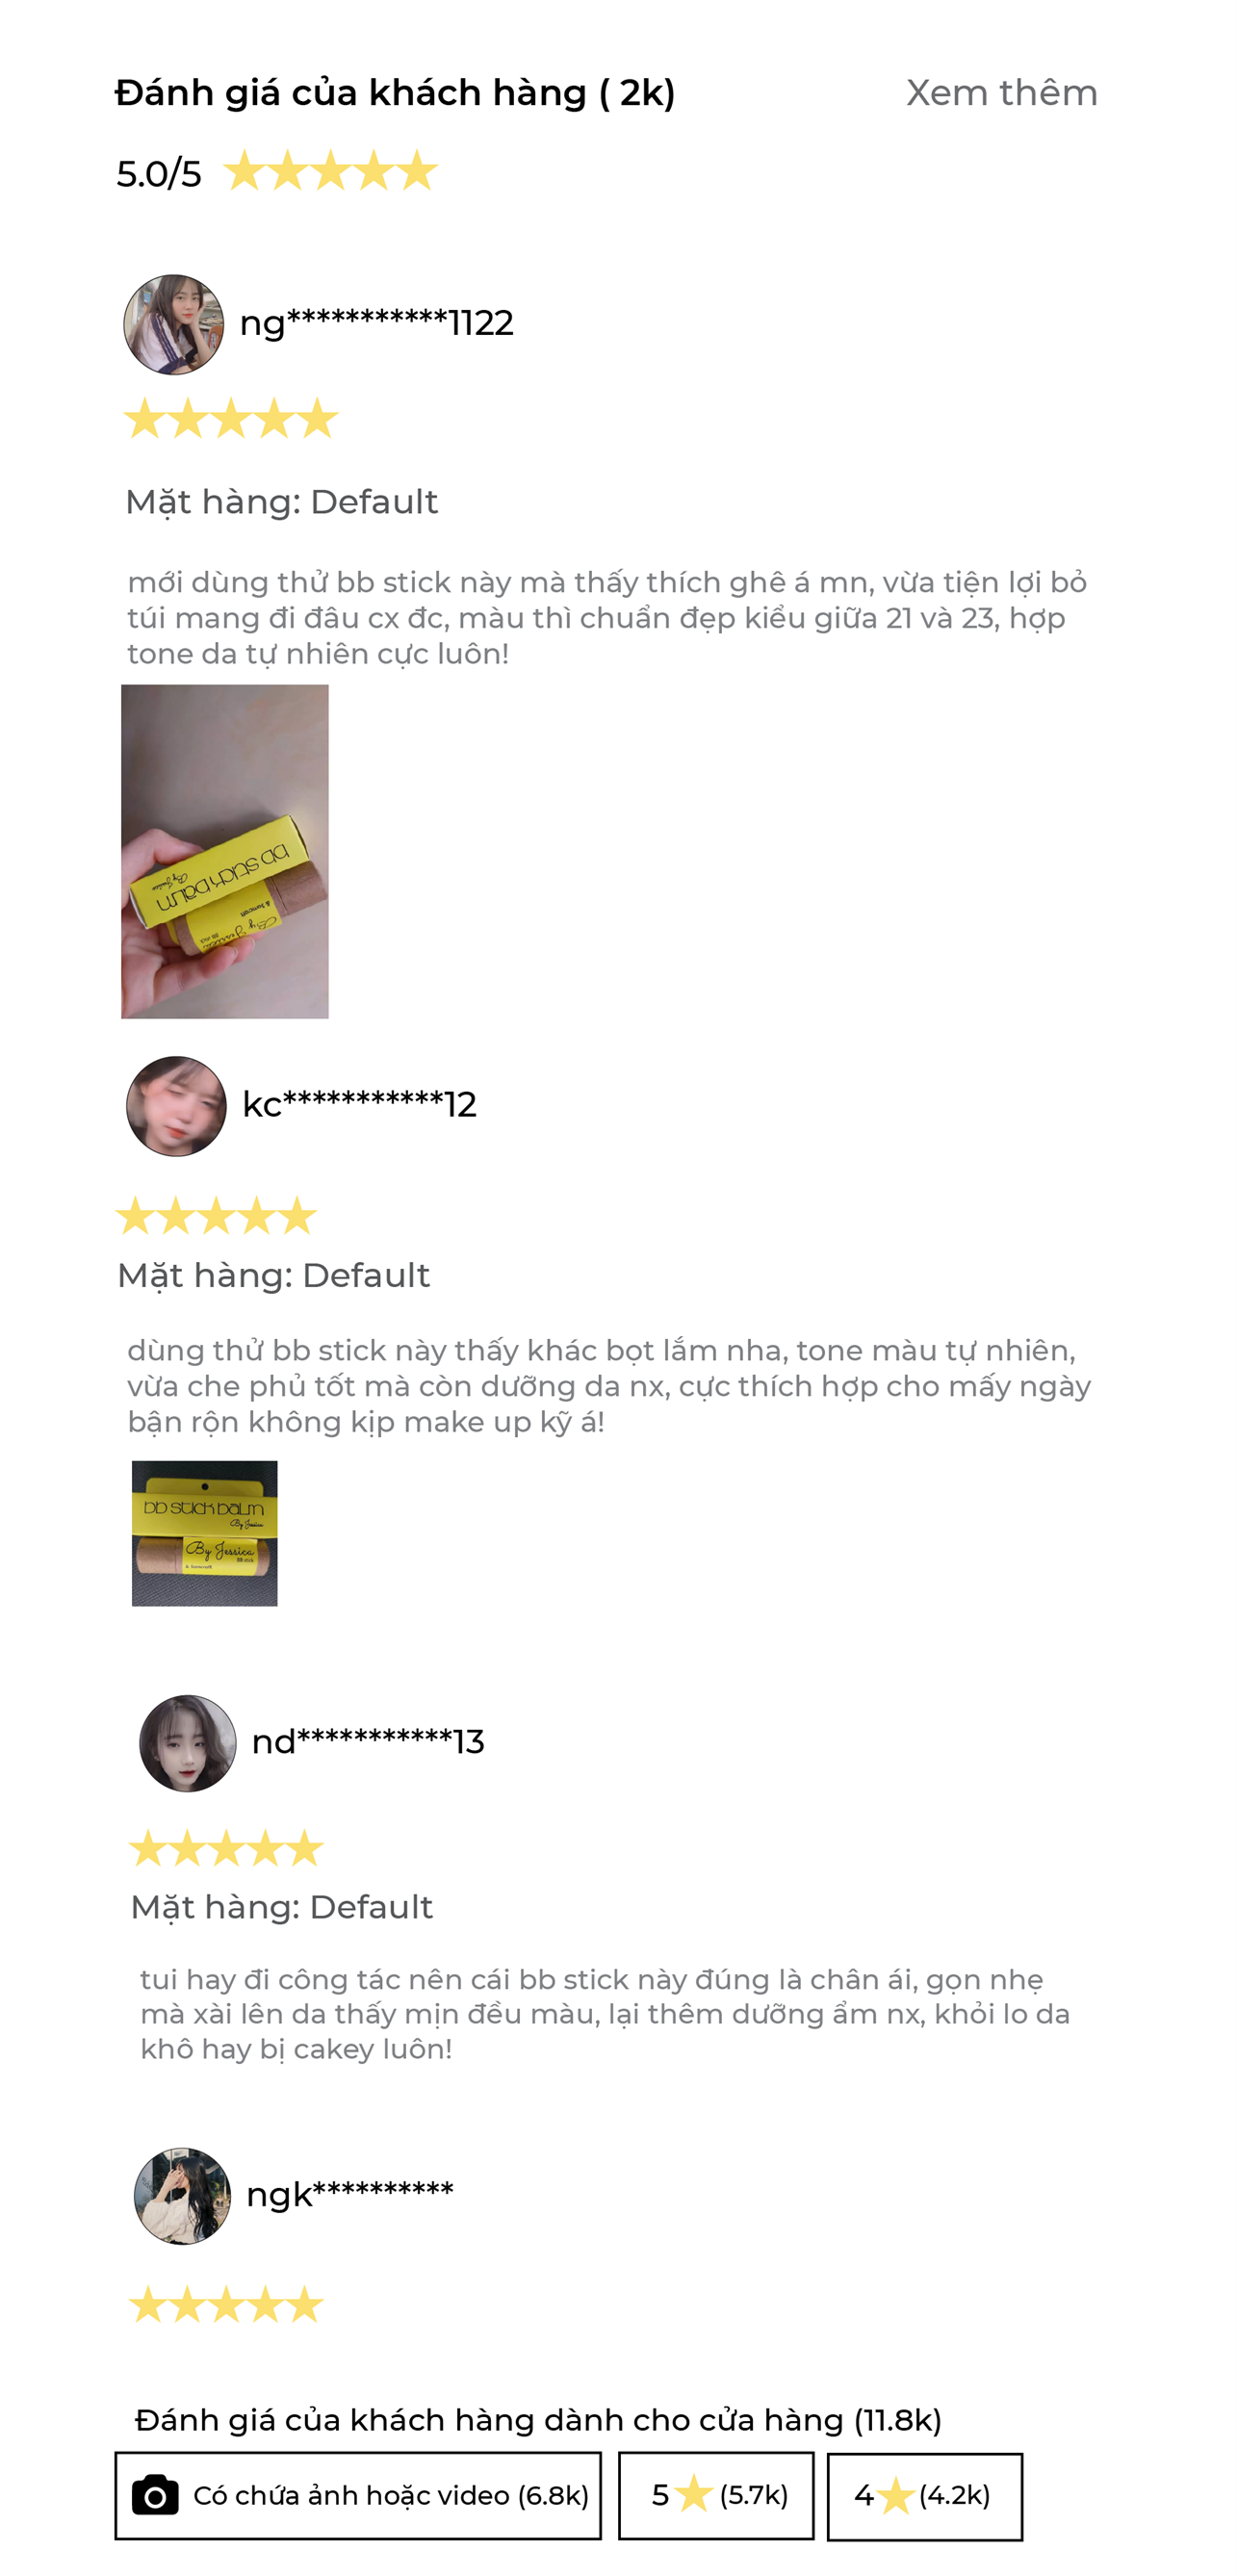 Đánh giá của khách hàng ( 2k)
Xem thêm
5.0/5
ng***********1122
Mặt hàng: Default
mới dùng thử bb stick này mà thấy thích ghê á mn, vừa tiện lợi bỏ
túi mang đi đâu cx đc, màu thì chuẩn đẹp kiểu giữa 21 và 23, hợp
tone da tự nhiên cực luôn!
bb stick balm
By Jessica
& Suncraft
By Jessica
BB stick
kc***********12
Mặt hàng: Default
dùng thử bb stick này thấy khác bọt lắm nha, tone màu tự nhiên,
vừa che phủ tốt mà còn dưỡng da nx, cực thích hợp cho mấy ngày
bận rộn không kịp make up kỹ á!
bb stick balm
By Jessica
By Jessica
BB stick
nd***********13
Mặt hàng: Default
tui hay đi công tác nên cái bb stick này đúng là chân ái, gọn nhẹ
mà xài lên da thấy mịn đều màu, lại thêm dưỡng ẩm nx, khỏi lo da
khô hay bị cakey luôn!
ngk**********
Đánh giá của khách hàng dành cho cửa hàng (11.8k)
Có chứa ảnh hoặc video (6.8k)
5 (5.7k)
4 (4.2k)